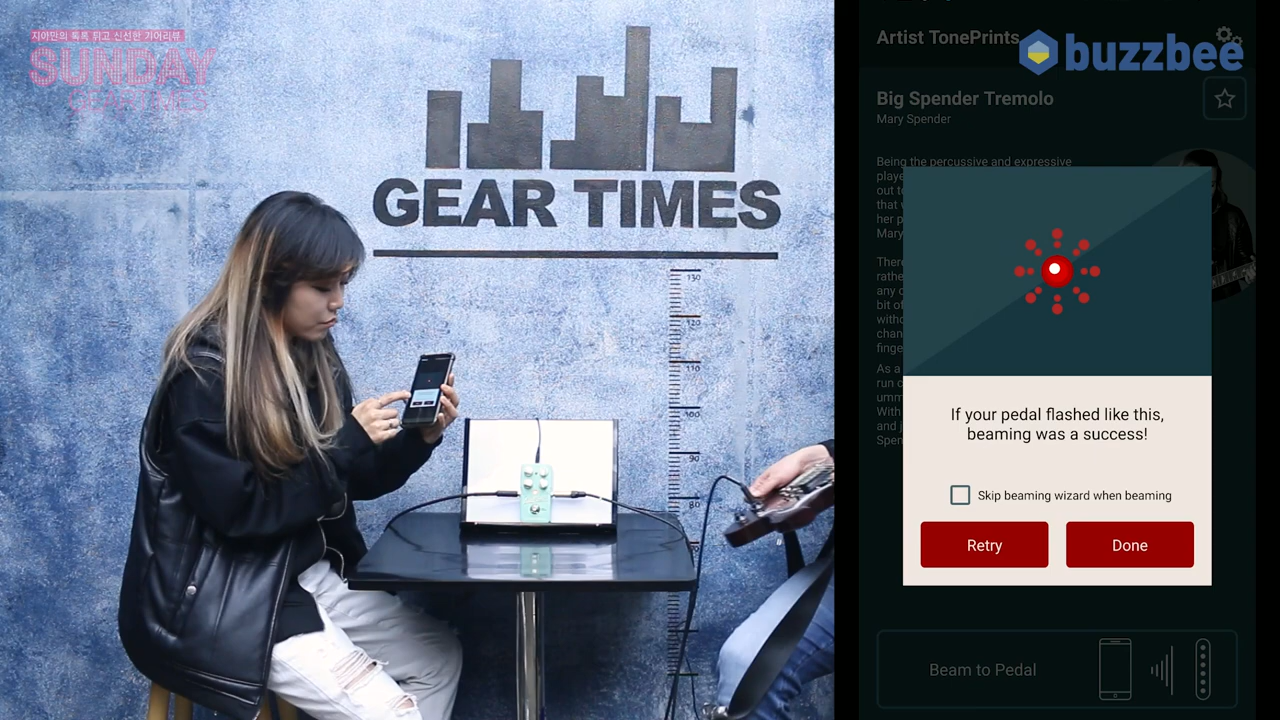 지아만의 톡톡 튀고 신선한 기어리뷰
SUNDAY
GEARTIMES
GEAR TIMES
130
120
110
100
90
80
Artist TonePrints
buzzbee
Big Spender Tremolo
Mary Spender
Being the percussive and expressive
If your pedal flashed like this,
beaming was a success!
Skip beaming wizard when beaming
Retry
Done
Beam to Pedal